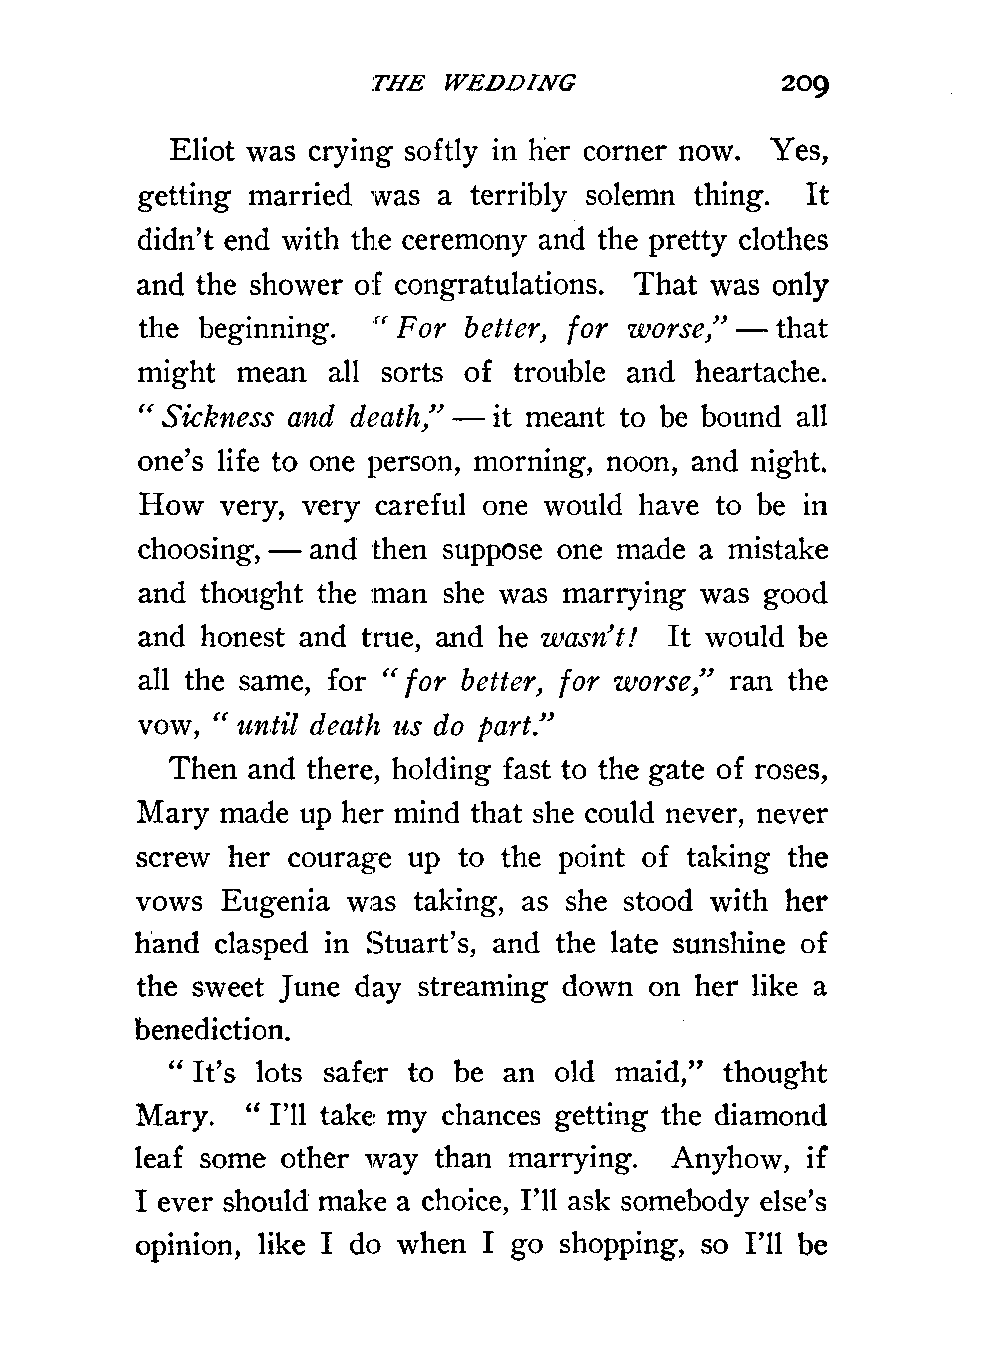 THE WEDDING 209
Eliot was crying softly in her corner now. Yes,
getting married was a terribly solemn thing. It
didn't end with the ceremony and the pretty clothes
and the shower of congratulations. That was only
the beginning. "For better, for worse," — that
might mean all sorts of trouble and heartache.
"Sickness and death," — it meant to be bound all
one's life to one person, morning, noon, and night.
How very, very careful one would have to be in
choosing, — and then suppose one made a mistake
and thought the man she was marrying was good
and honest and true, and he wasn't! It would be
all the same, for "for better, for worse," ran the
vow, "until death us do part."
Then and there, holding fast to the gate of roses,
Mary made up her mind that she could never, never
screw her courage up to the point of taking the
vows Eugenia was taking, as she stood with her
hand clasped in Stuart's, and the late sunshine of
the sweet June day streaming down on her like a
benediction.
"It's lots safer to be an old maid," thought
Mary. "I'll take my chances getting the diamond
leaf some other way than marrying. Anyhow, if
I ever should make a choice, I'll ask somebody else's
opinion, like I do when I go shopping, so I'll be